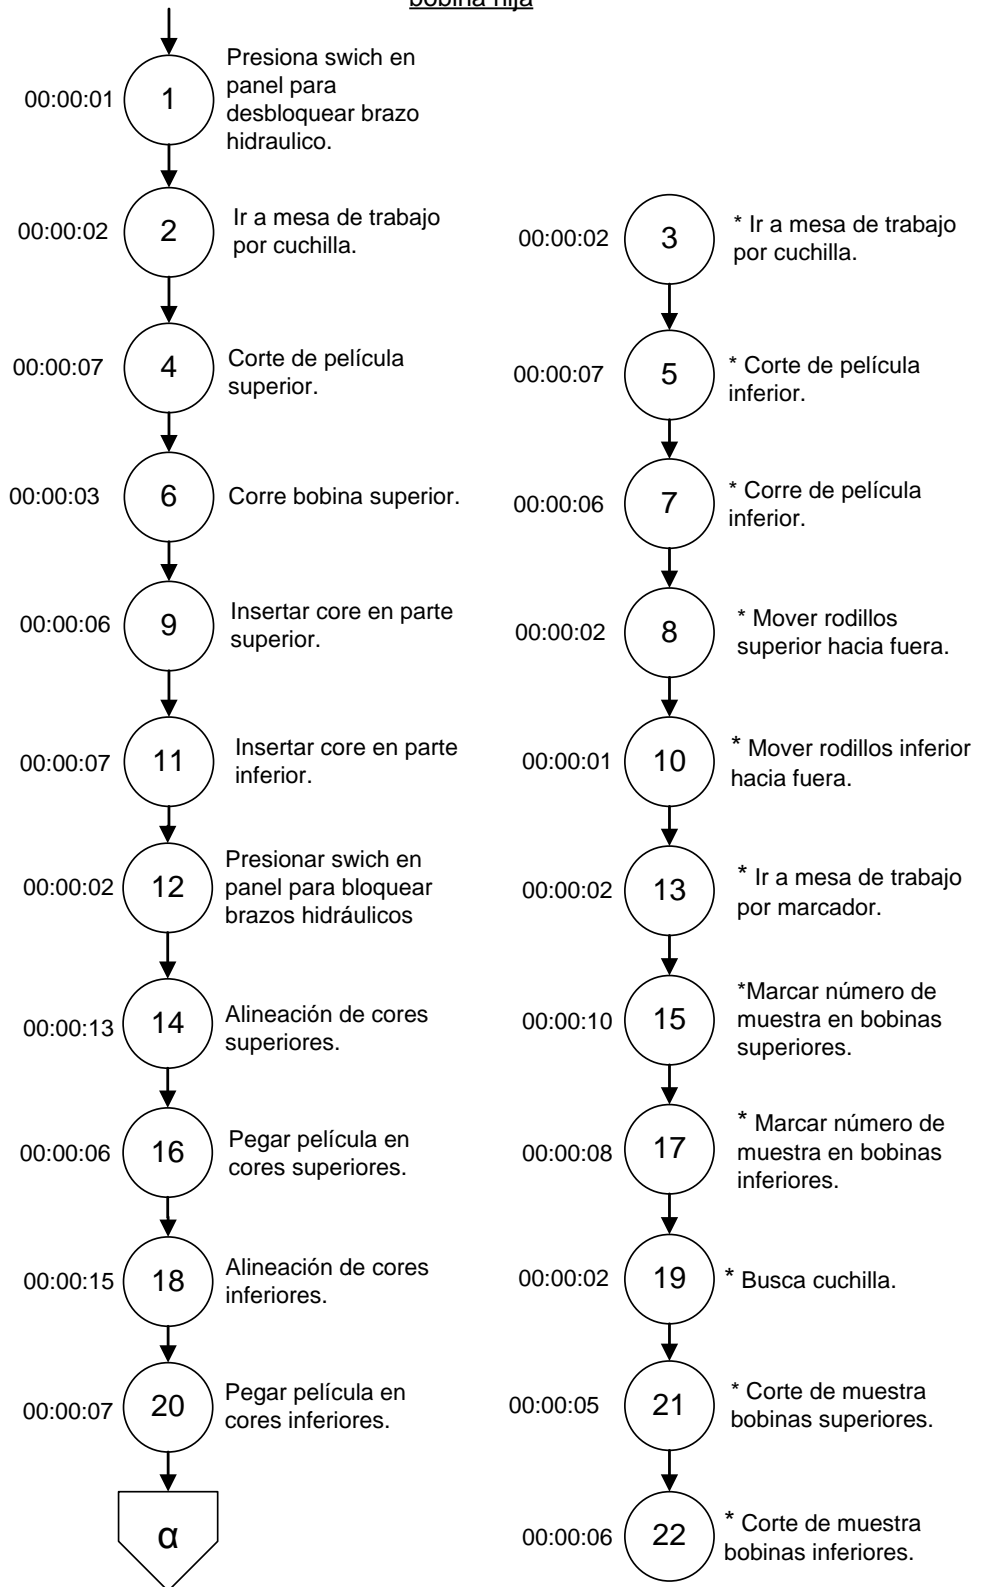 bobina hija
00:00:01
1
Presiona swich en
panel para
desbloquear brazo
hidraulico.
00:00:02
2
Ir a mesa de trabajo
por cuchilla.
00:00:02
3
* Ir a mesa de trabajo
por cuchilla.
00:00:07
4
Corte de película
superior.
00:00:07
5
* Corte de película
inferior.
00:00:03
6
Corre bobina superior.
00:00:06
7
* Corre de película
inferior.
00:00:06
9
Insertar core en parte
superior.
00:00:02
8
* Mover rodillos
superior hacia fuera.
00:00:07
11
Insertar core en parte
inferior.
00:00:01
10
* Mover rodillos inferior
hacia fuera.
00:00:02
12
Presionar swich en
panel para bloquear
brazos hidráulicos
00:00:02
13
* Ir a mesa de trabajo
por marcador.
00:00:13
14
Alineación de cores
superiores.
00:00:10
15
*Marcar número de
muestra en bobinas
superiores.
00:00:06
16
Pegar película en
cores superiores.
00:00:08
17
* Marcar número de
muestra en bobinas
inferiores.
00:00:15
18
Alineación de cores
inferiores.
00:00:02
19
* Busca cuchilla.
00:00:07
20
Pegar película en
cores inferiores.
00:00:05
21
* Corte de muestra
bobinas superiores.
α
00:00:06
22
* Corte de muestra
bobinas inferiores.